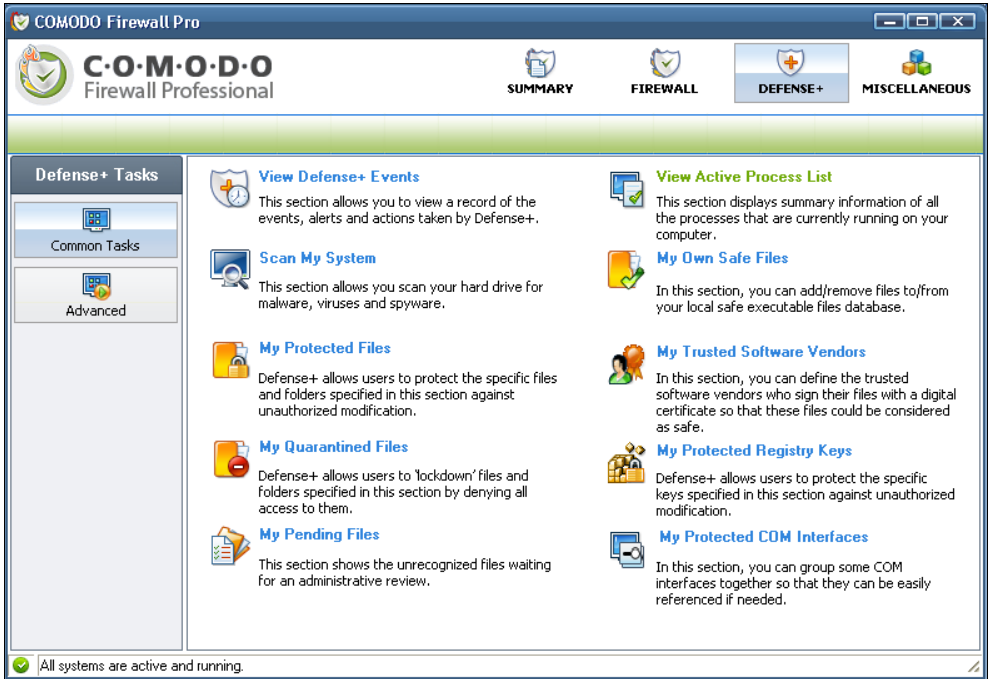 COMODO Firewall Pro
C·O·M·O·D·O
Firewall Professional
SUMMARY
FIREWALL
DEFENSE+
MISCELLANEOUS
Defense+ Tasks
Common Tasks
Advanced
View Defense+ Events
This section allows you to view a record of the
events, alerts and actions taken by Defense+.
Scan My System
This section allows you scan your hard drive for
malware, viruses and spyware.
My Protected Files
Defense+ allows users to protect the specific files
and folders specified in this section against
unauthorized modification.
My Quarantined Files
Defense+ allows users to 'lockdown' files and
folders specified in this section by denying all
access to them.
My Pending Files
This section shows the unrecognized files waiting
for an administrative review.
View Active Process List
This section displays summary information of all
the processes that are currently running on your
computer.
My Own Safe Files
In this section, you can add/remove files to/from
your local safe executable files database.
My Trusted Software Vendors
In this section, you can define the trusted
software vendors who sign their files with a digital
certificate so that these files could be considered
as safe.
My Protected Registry Keys
Defense+ allows users to protect the specific
keys specified in this section against unauthorized
modification.
My Protected COM Interfaces
In this section, you can group some COM
interfaces together so that they can be easily
referenced if needed.
All systems are active and running.